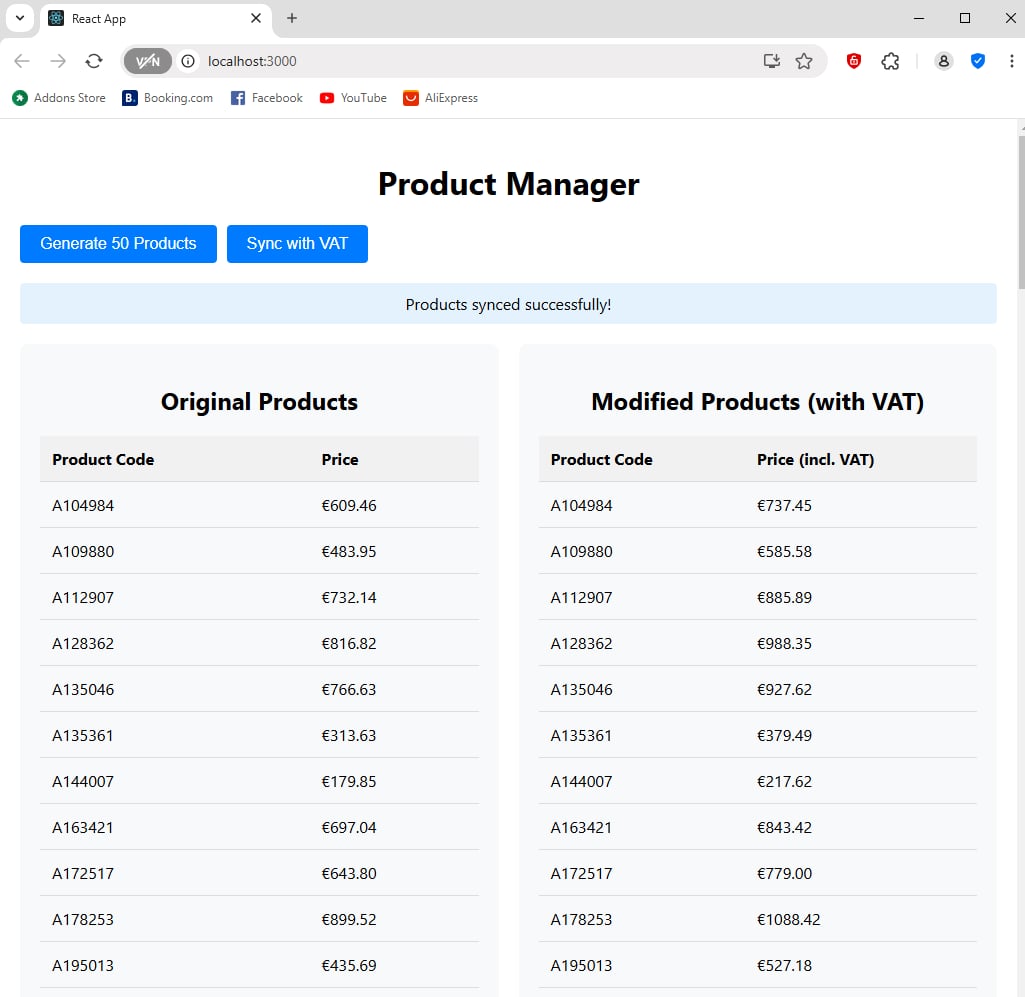 React App
VPN
localhost:3000
Addons Store B. Booking.com Facebook YouTube AliExpress
Product Manager
Generate 50 Products Sync with VAT
Products synced successfully!
Original Products
Product Code Price
A104984 €609.46
A109880 €483.95
A112907 €732.14
A128362 €816.82
A135046 €766.63
A135361 €313.63
A144007 €179.85
A163421 €697.04
A172517 €643.80
A178253 €899.52
A195013 €435.69
Modified Products (with VAT)
Product Code Price (incl. VAT)
A104984 €737.45
A109880 €585.58
A112907 €885.89
A128362 €988.35
A135046 €927.62
A135361 €379.49
A144007 €217.62
A163421 €843.42
A172517 €779.00
A178253 €1088.42
A195013 €527.18